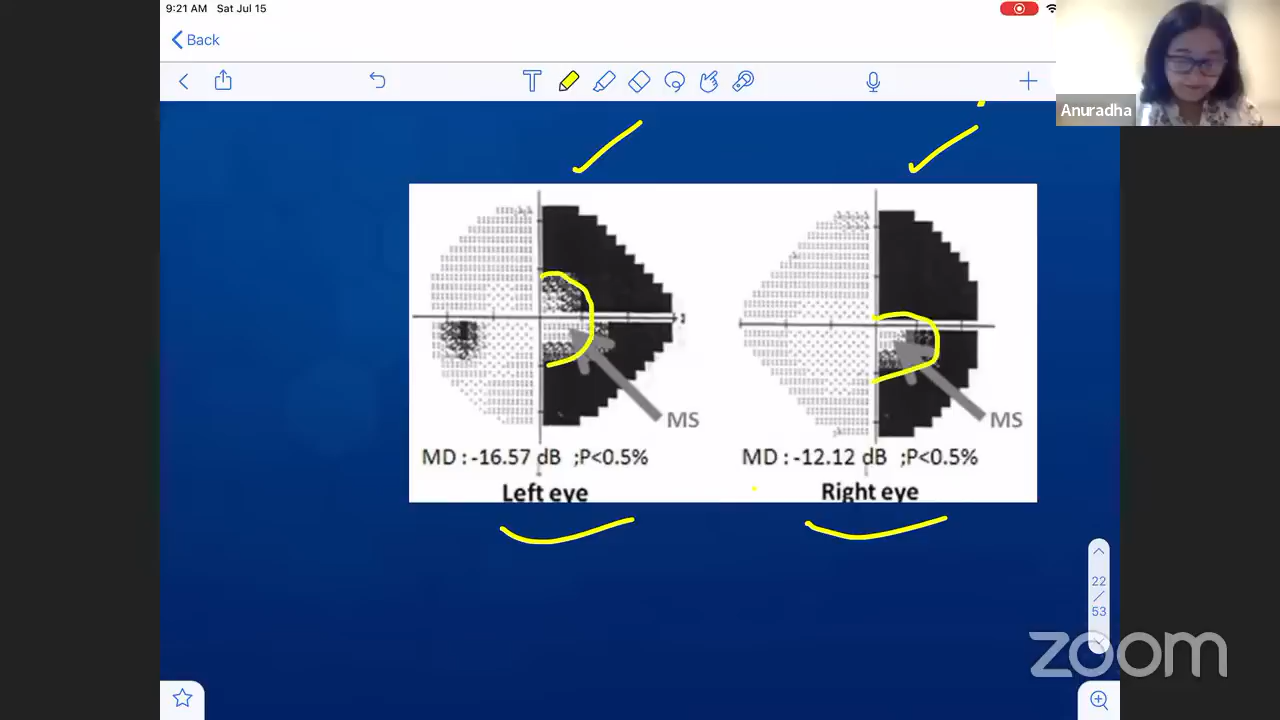 9:21 AM Sat Jul 15
Back
Anuradha
T
MS
MS
MD : -16.57 dB ;P<0.5%
MD : -12.12 dB ;P<0.5%
Left eye
Right eye
22
/
53
zoom